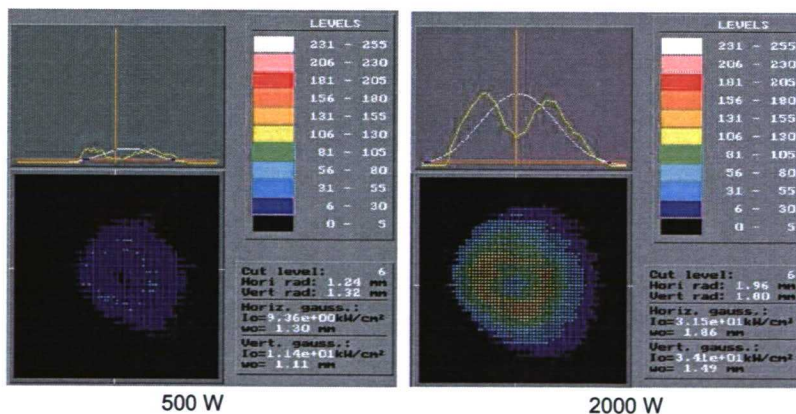 LEVELS
231 - 255
206 - 230
181 - 205
156 - 180
131 - 155
106 - 130
81 - 105
56 - 80
31 - 55
6 - 30
0 - 5
Cut level: 6
Hori rad: 1.24 mm
Vert rad: 1.32 mm
Horiz. gauss.:
Io=9.36e+00kW/cm²
wo= 1.30 mm
Vert. gauss.:
Io=1.14e+01kW/cm²
wo= 1.11 mm
500 W
LEVELS
231 - 255
206 - 230
181 - 205
156 - 180
131 - 155
106 - 130
81 - 105
56 - 80
31 - 55
6 - 30
0 - 5
Cut level: 6
Hori rad: 1.96 mm
Vert rad: 1.80 mm
Horiz. gauss.:
Io=3.15e+01kW/cm²
wo= 1.86 mm
Vert. gauss.:
Io=3.41e+01kW/cm²
wo= 1.49 mm
2000 W